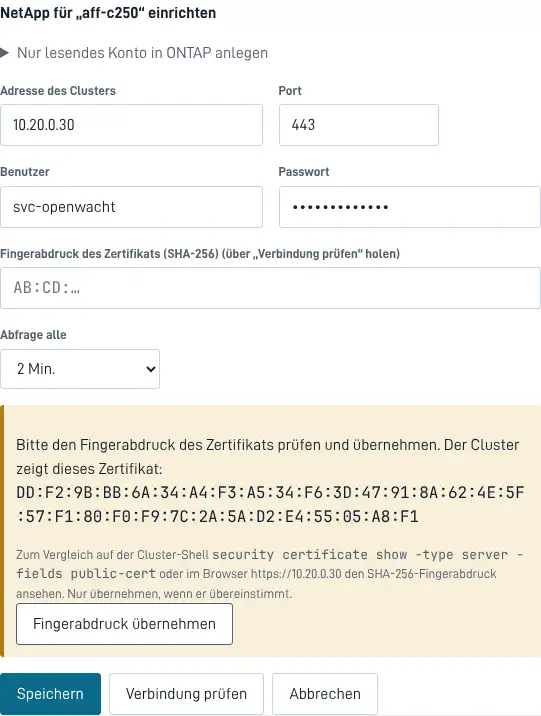 NetApp für „aff-c250“ einrichten
Nur lesendes Konto in ONTAP anlegen
Adresse des Clusters
Port
10.20.0.30
443
Benutzer
Passwort
svc-openwacht
•••••••••••••
Fingerabdruck des Zertifikats (SHA-256) (über „Verbindung prüfen“ holen)
AB:CD:…
Abfrage alle
2 Min.
Bitte den Fingerabdruck des Zertifikats prüfen und übernehmen. Der Cluster
zeigt dieses Zertifikat:
DD:F2:9B:BB:6A:34:A4:F3:A5:34:F6:3D:47:91:8A:62:4E:5F
:57:F1:80:F0:F9:7C:2A:5A:D2:E4:55:05:A8:F1
Zum Vergleich auf der Cluster-Shell security certificate show -type server -
fields public-cert oder im Browser https://10.20.0.30 den SHA-256-Fingerabdruck
ansehen. Nur übernehmen, wenn er übereinstimmt.
Fingerabdruck übernehmen
Speichern
Verbindung prüfen
Abbrechen